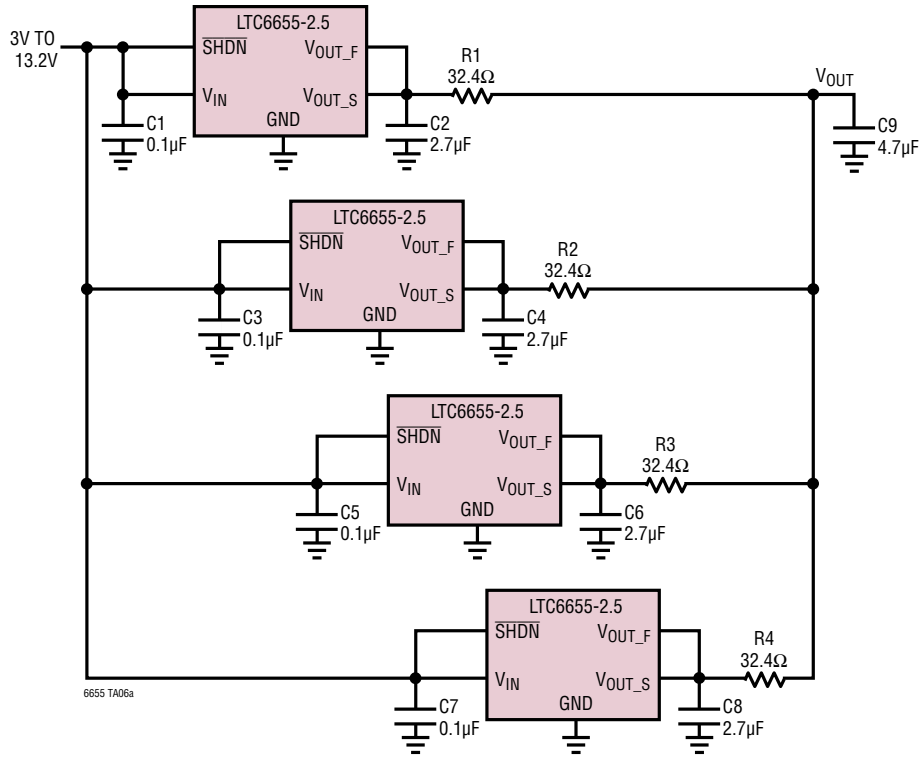 LTC6655-2.5
3V TO
13.2V
SHDN
VOUT_F
VIN
VOUT_S
GND
C1
0.1µF
C2
2.7µF
R1
32.4Ω
VOUT
C9
4.7µF
LTC6655-2.5
SHDN
VOUT_F
VIN
VOUT_S
GND
C3
0.1µF
C4
2.7µF
R2
32.4Ω
LTC6655-2.5
SHDN
VOUT_F
VIN
VOUT_S
GND
C5
0.1µF
C6
2.7µF
R3
32.4Ω
LTC6655-2.5
SHDN
VOUT_F
VIN
VOUT_S
GND
C7
0.1µF
C8
2.7µF
R4
32.4Ω
6655 TA06a